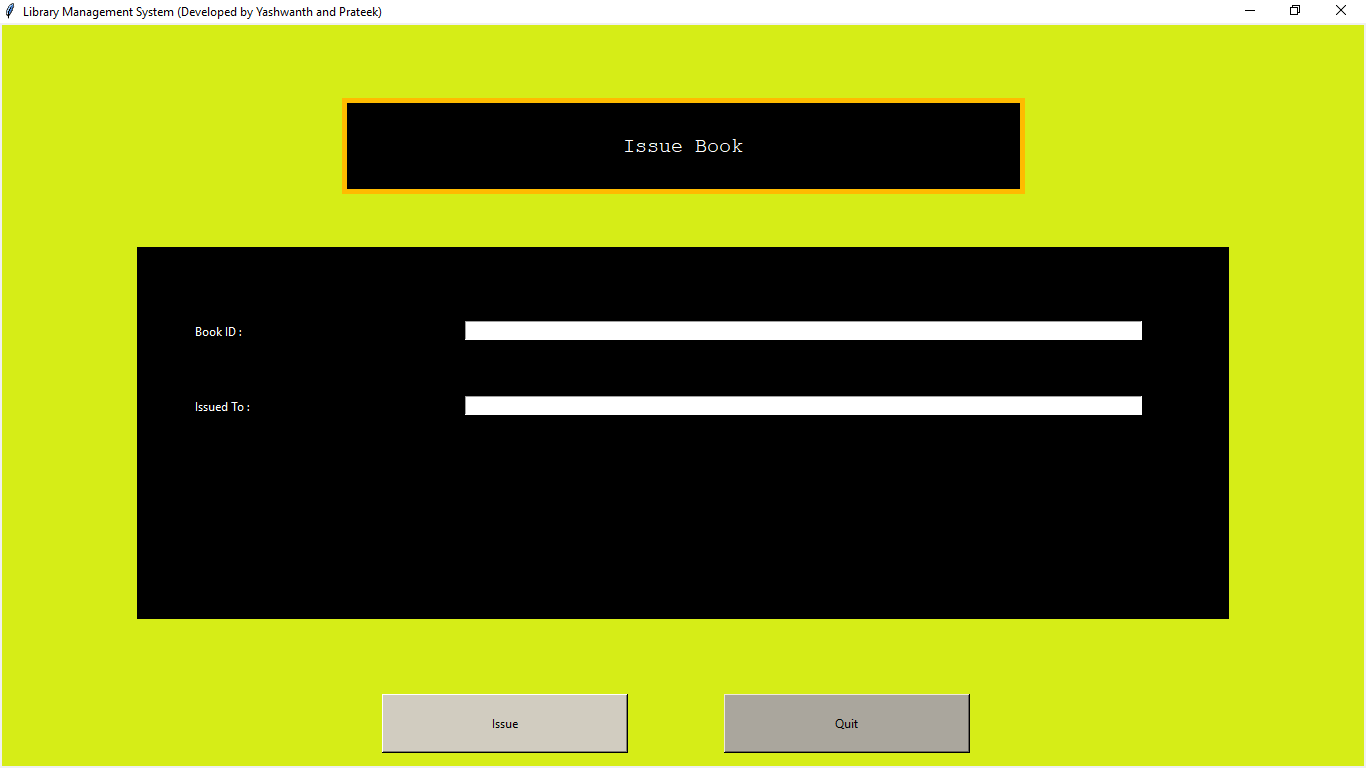 Library Management System (Developed by Yashwanth and Prateek)
Issue Book
Book ID :
Issued To :
Issue
Quit